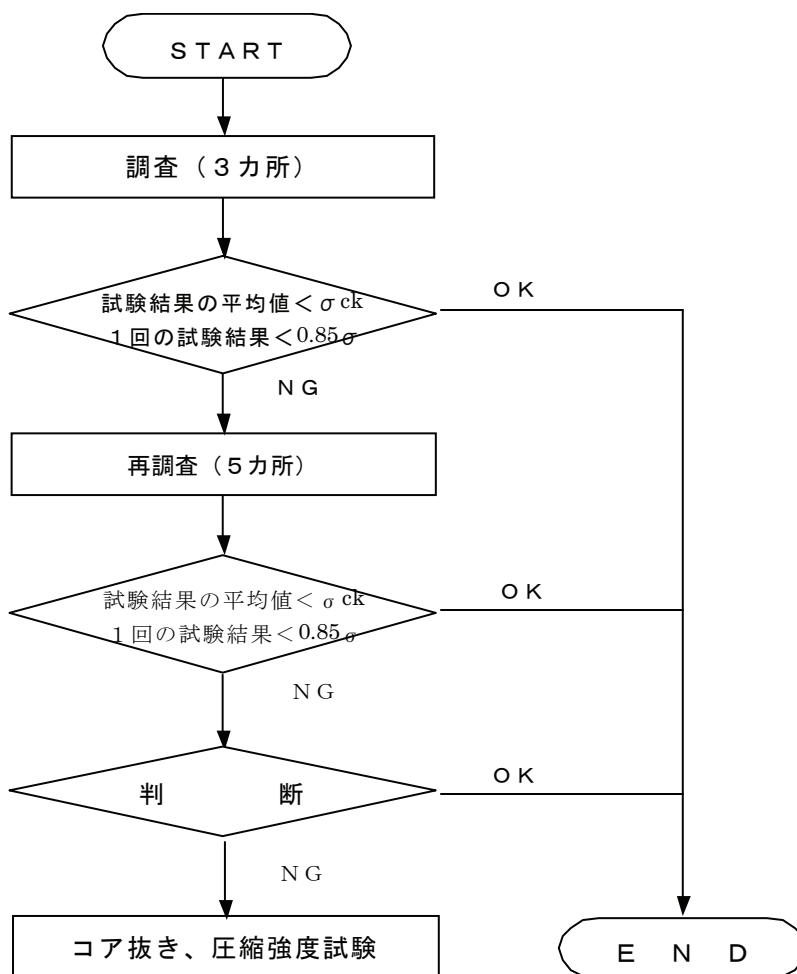 ＳＴＡＲＴ
調査（３カ所）
試験結果の平均値＜σck
１回の試験結果＜0.85σ
ＯＫ
ＮＧ
再調査（５カ所）
試験結果の平均値＜σck
１回の試験結果＜0.85σ
ＯＫ
ＮＧ
判　　　断
ＯＫ
ＮＧ
コア抜き、圧縮強度試験
Ｅ　Ｎ　Ｄ